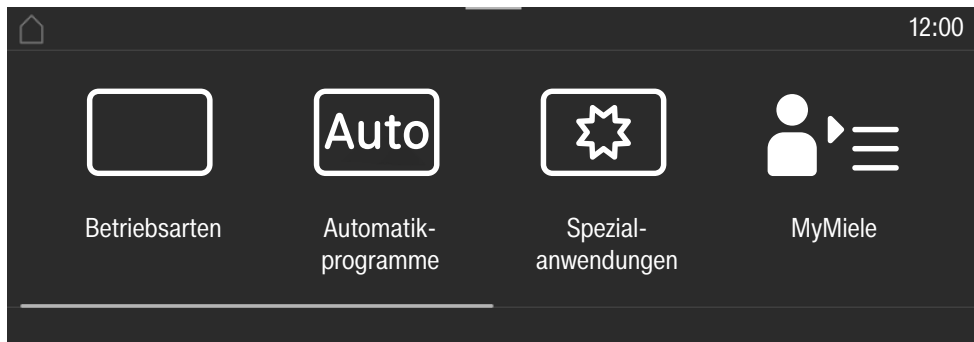 12:00
Auto
Betriebsarten
Automatik-
programme
Spezial-
anwendungen
MyMiele